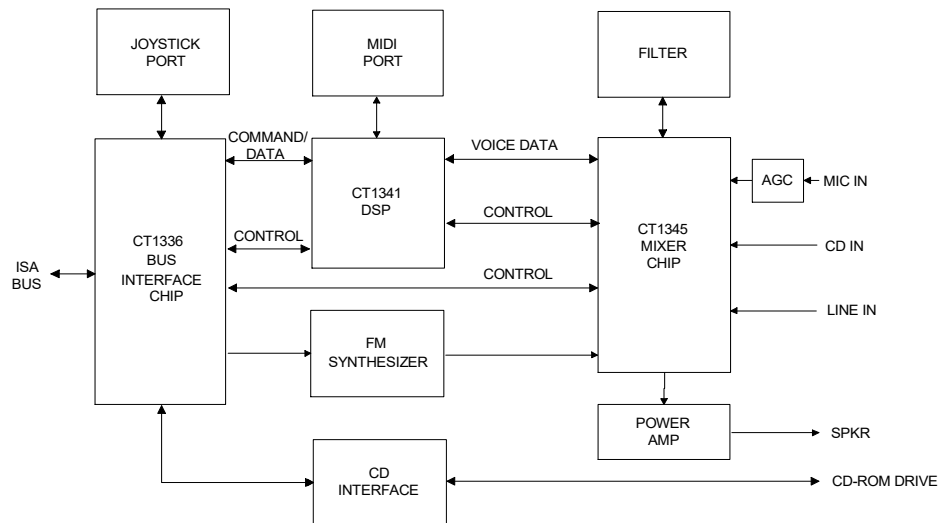 JOYSTICK
PORT
MIDI
PORT
FILTER
COMMAND/
DATA
VOICE DATA
AGC
MIC IN
CT1341
DSP
CONTROL
CT1345
MIXER
CHIP
CT1336
BUS
INTERFACE
CHIP
CONTROL
CD IN
ISA
BUS
CONTROL
LINE IN
FM
SYNTHESIZER
POWER
AMP
SPKR
CD
INTERFACE
CD-ROM DRIVE